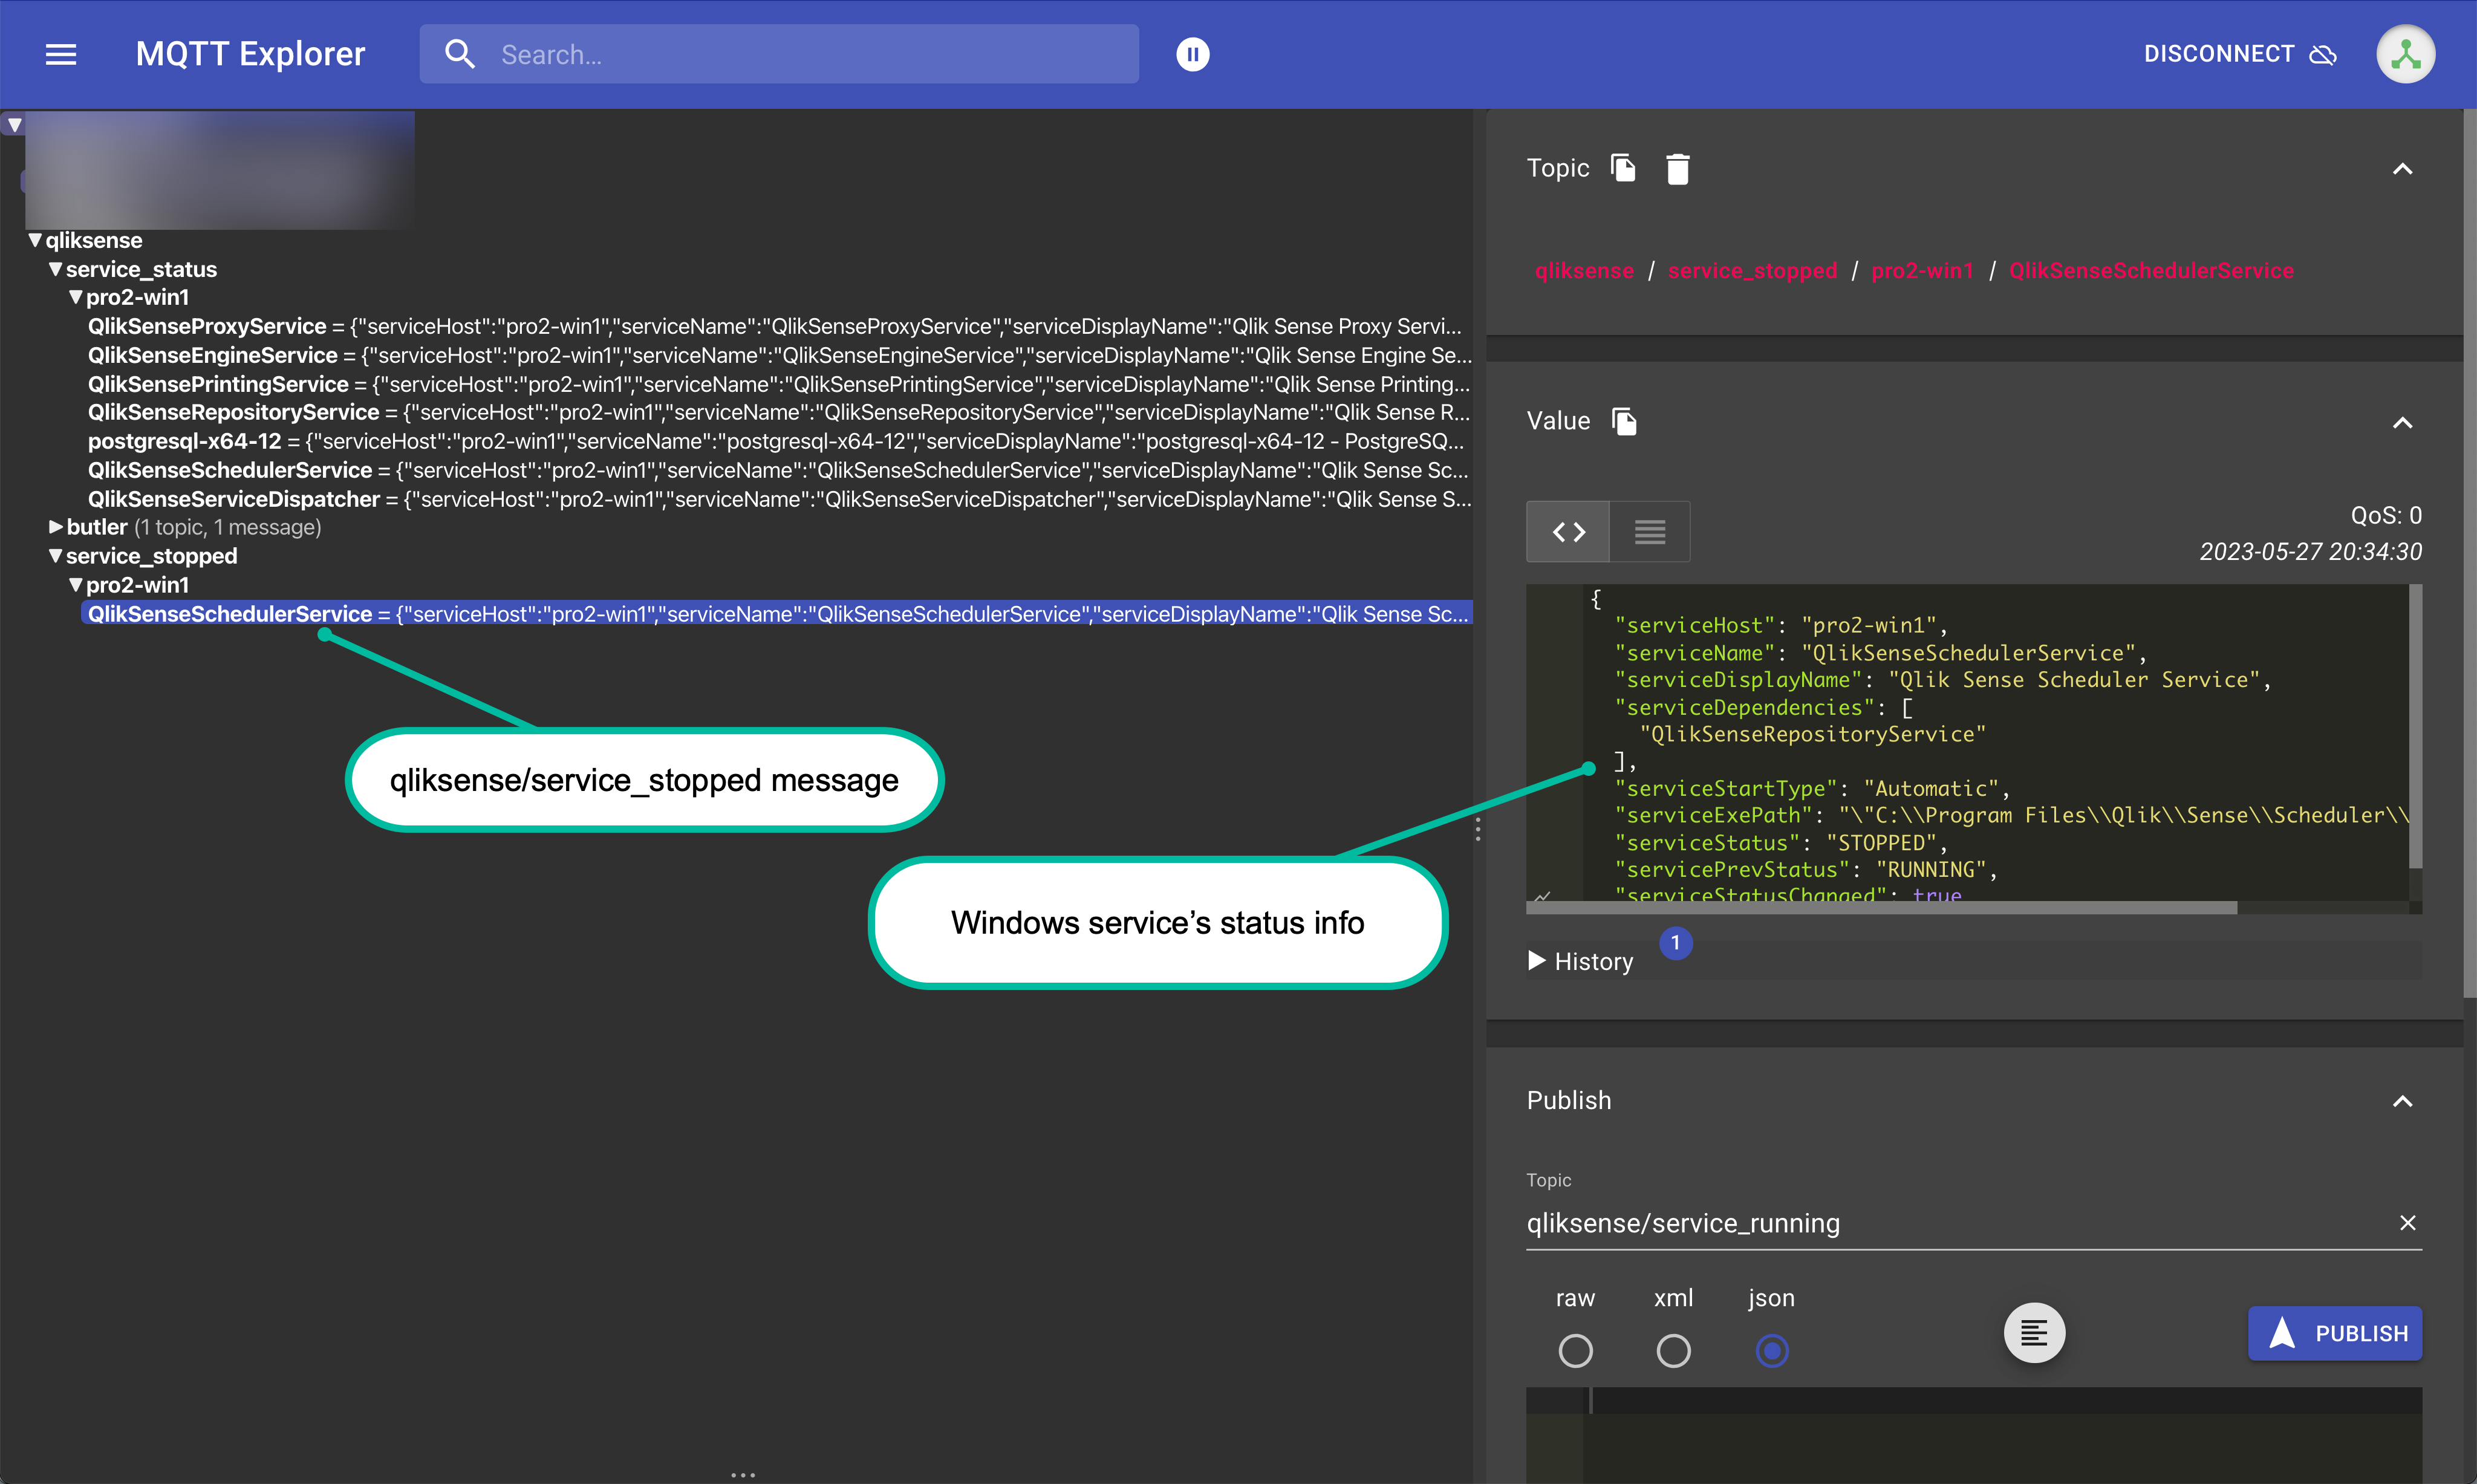 MQTT Explorer
Search...
DISCONNECT
qliksense
service_status
pro2-win1
QlikSenseProxyService = {"serviceHost":"pro2-win1","serviceName":"QlikSenseProxyService","serviceDisplayName":"Qlik Sense Proxy Servi...
QlikSenseEngineService = {"serviceHost":"pro2-win1","serviceName":"QlikSenseEngineService","serviceDisplayName":"Qlik Sense Engine Se...
QlikSensePrintingService = {"serviceHost":"pro2-win1","serviceName":"QlikSensePrintingService","serviceDisplayName":"Qlik Sense Printing...
QlikSenseRepositoryService = {"serviceHost":"pro2-win1","serviceName":"QlikSenseRepositoryService","serviceDisplayName":"Qlik Sense R...
postgresql-x64-12 = {"serviceHost":"pro2-win1","serviceName":"postgresql-x64-12","serviceDisplayName":"postgresql-x64-12 - PostgreSQ...
QlikSenseSchedulerService = {"serviceHost":"pro2-win1","serviceName":"QlikSenseSchedulerService","serviceDisplayName":"Qlik Sense Sc...
QlikSenseServiceDispatcher = {"serviceHost":"pro2-win1","serviceName":"QlikSenseServiceDispatcher","serviceDisplayName":"Qlik Sense S...
butler (1 topic, 1 message)
service_stopped
pro2-win1
QlikSenseSchedulerService = {"serviceHost":"pro2-win1","serviceName":"QlikSenseSchedulerService","serviceDisplayName":"Qlik Sense Sc...
qliksense/service_stopped message
Windows service’s status info
Topic
qliksense / service_stopped / pro2-win1 / QlikSenseSchedulerService
Value
QoS: 0
2023-05-27 20:34:30
{
"serviceHost": "pro2-win1",
"serviceName": "QlikSenseSchedulerService",
"serviceDisplayName": "Qlik Sense Scheduler Service",
"serviceDependencies": [
"QlikSenseRepositoryService"
],
"serviceStartType": "Automatic",
"serviceExePath": "\"C:\\Program Files\\Qlik\\Sense\\Scheduler\\
"serviceStatus": "STOPPED",
"servicePrevStatus": "RUNNING",
"serviceStatusChanged": true
History 1
Publish
Topic
qliksense/service_running
raw xml json
PUBLISH